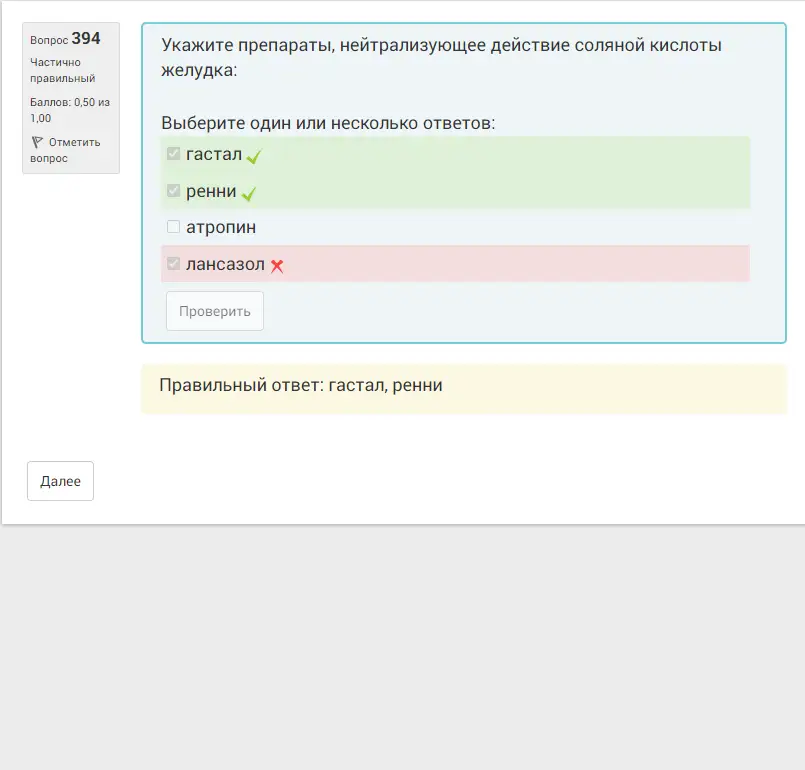 Вопрос 394
Частично
правильный
Баллов: 0,50 из
1,00
Отметить
вопрос
Укажите препараты, нейтрализующее действие соляной кислоты
желудка:
Выберите один или несколько ответов:
гастал
ренни
атропин
лансазол
Проверить
Правильный ответ: гастал, ренни
Далее